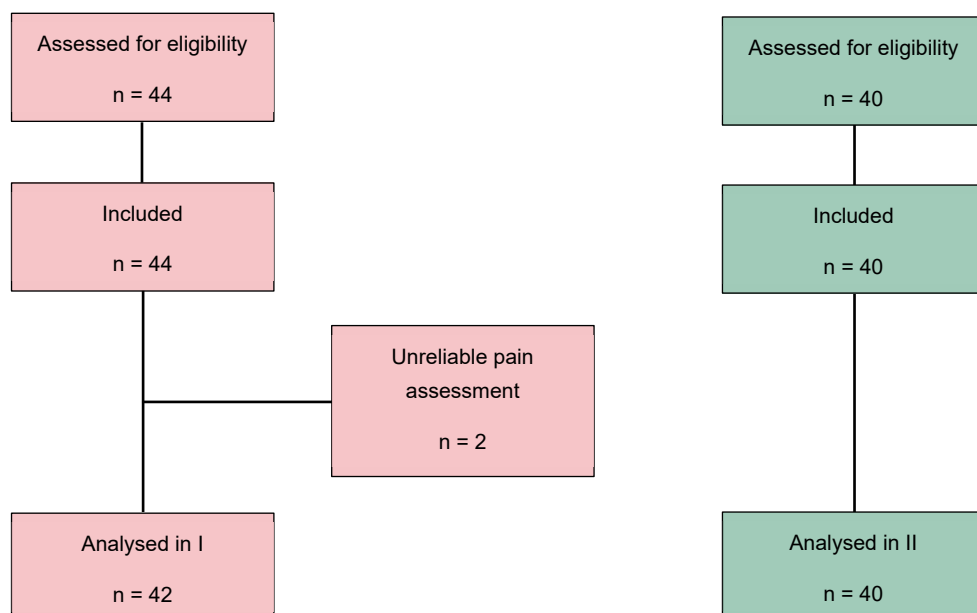 Assessed for eligibility
n = 44
Included
n = 44
Unreliable pain
assessment
n = 2
Analysed in I
n = 42
Assessed for eligibility
n = 40
Included
n = 40
Analysed in II
n = 40